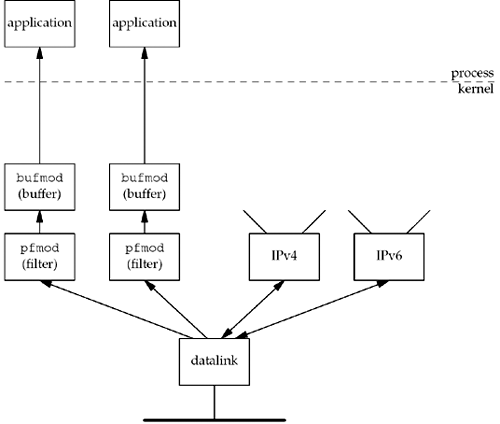 application
application
process
kernel
bufmod
(buffer)
bufmod
(buffer)
pfmod
(filter)
pfmod
(filter)
IPv4
IPv6
datalink